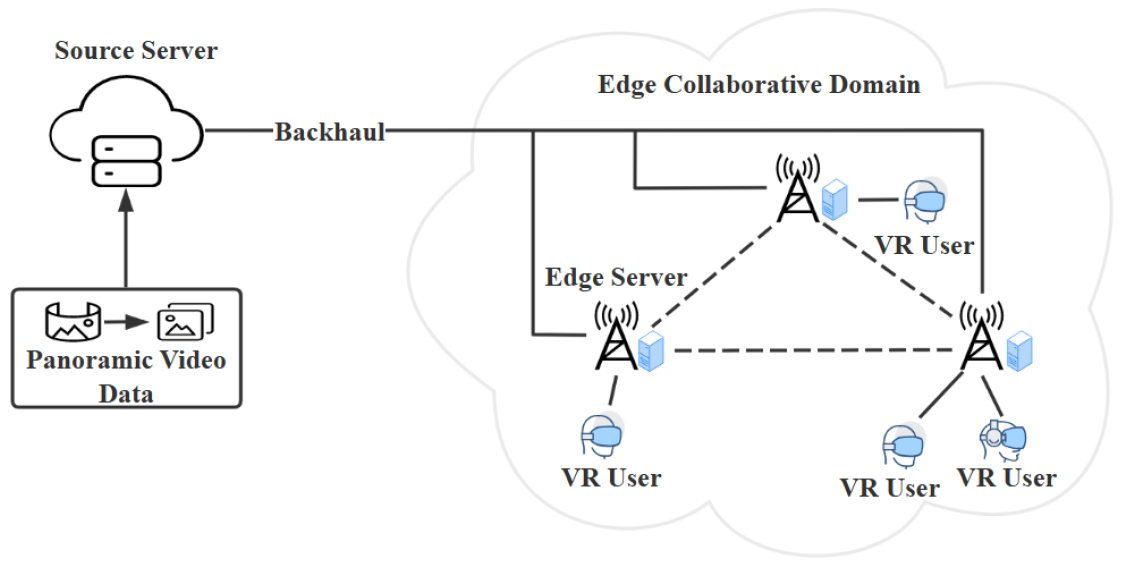 Source Server
Edge Collaborative Domain
Backhaul
VR User
Edge Server
Panoramic Video
Data
VR User
VR User
VR User